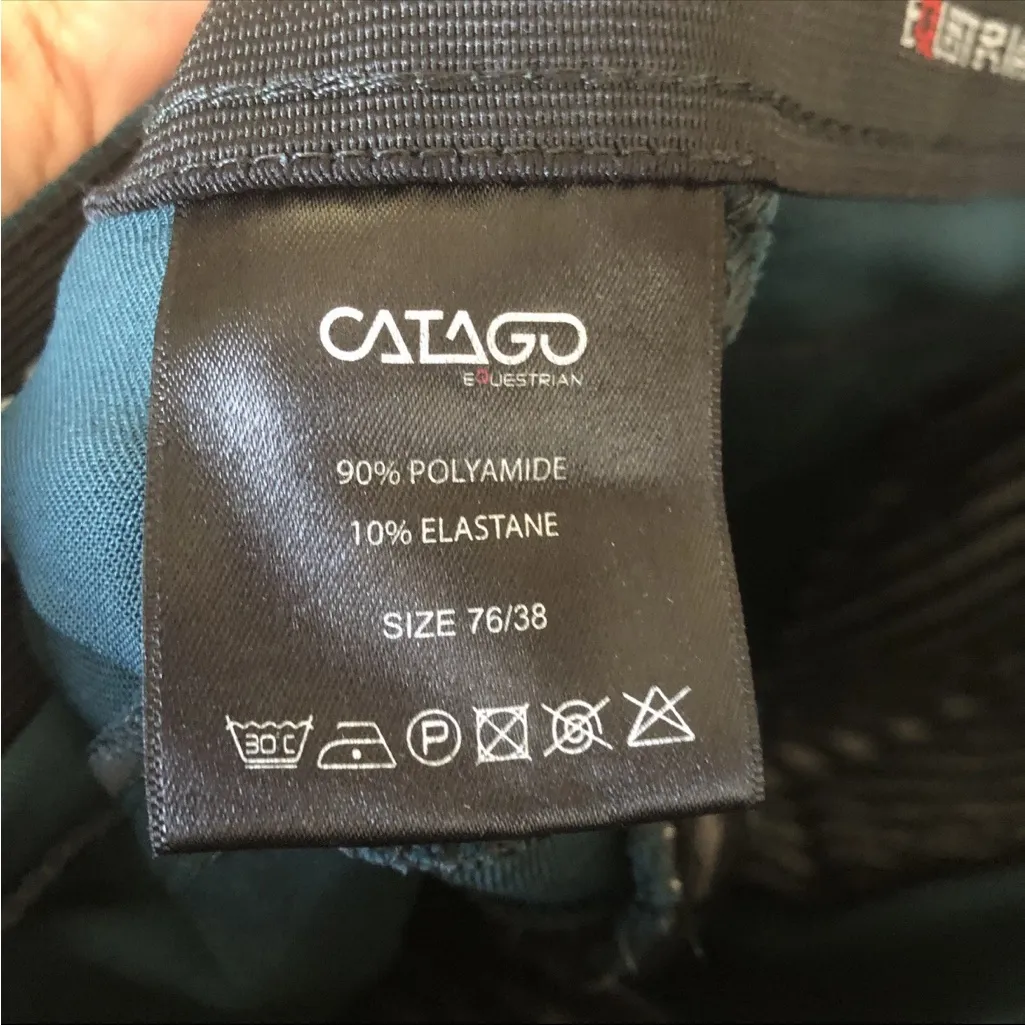 CATAGO
EQUESTRIAN
90% POLYAMIDE
10% ELASTANE
SIZE 76/38
30°C
P